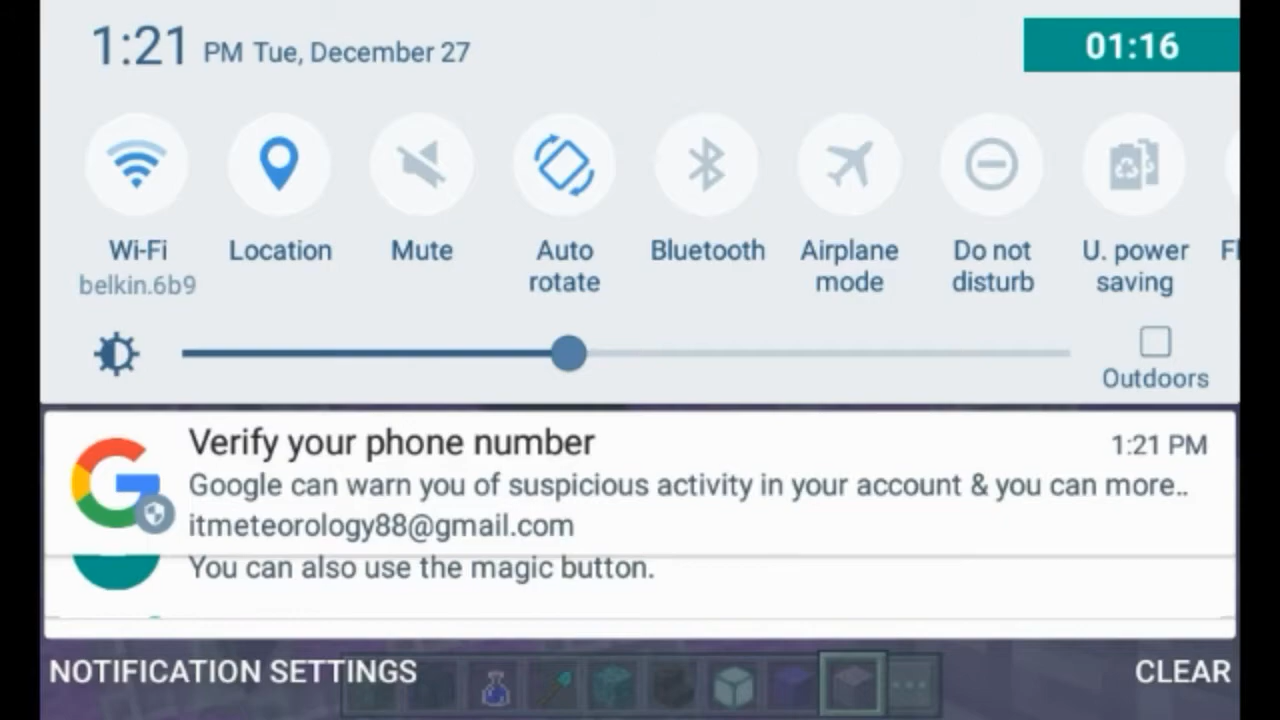 1:21 PM Tue, December 27
01:16
Wi-Fi Location Mute Auto rotate Bluetooth Airplane mode Do not disturb U. power saving Fl
belkin.6b9
Outdoors
Verify your phone number 1:21 PM
Google can warn you of suspicious activity in your account & you can more..
itmeteorology88@gmail.com
You can also use the magic button.
NOTIFICATION SETTINGS CLEAR